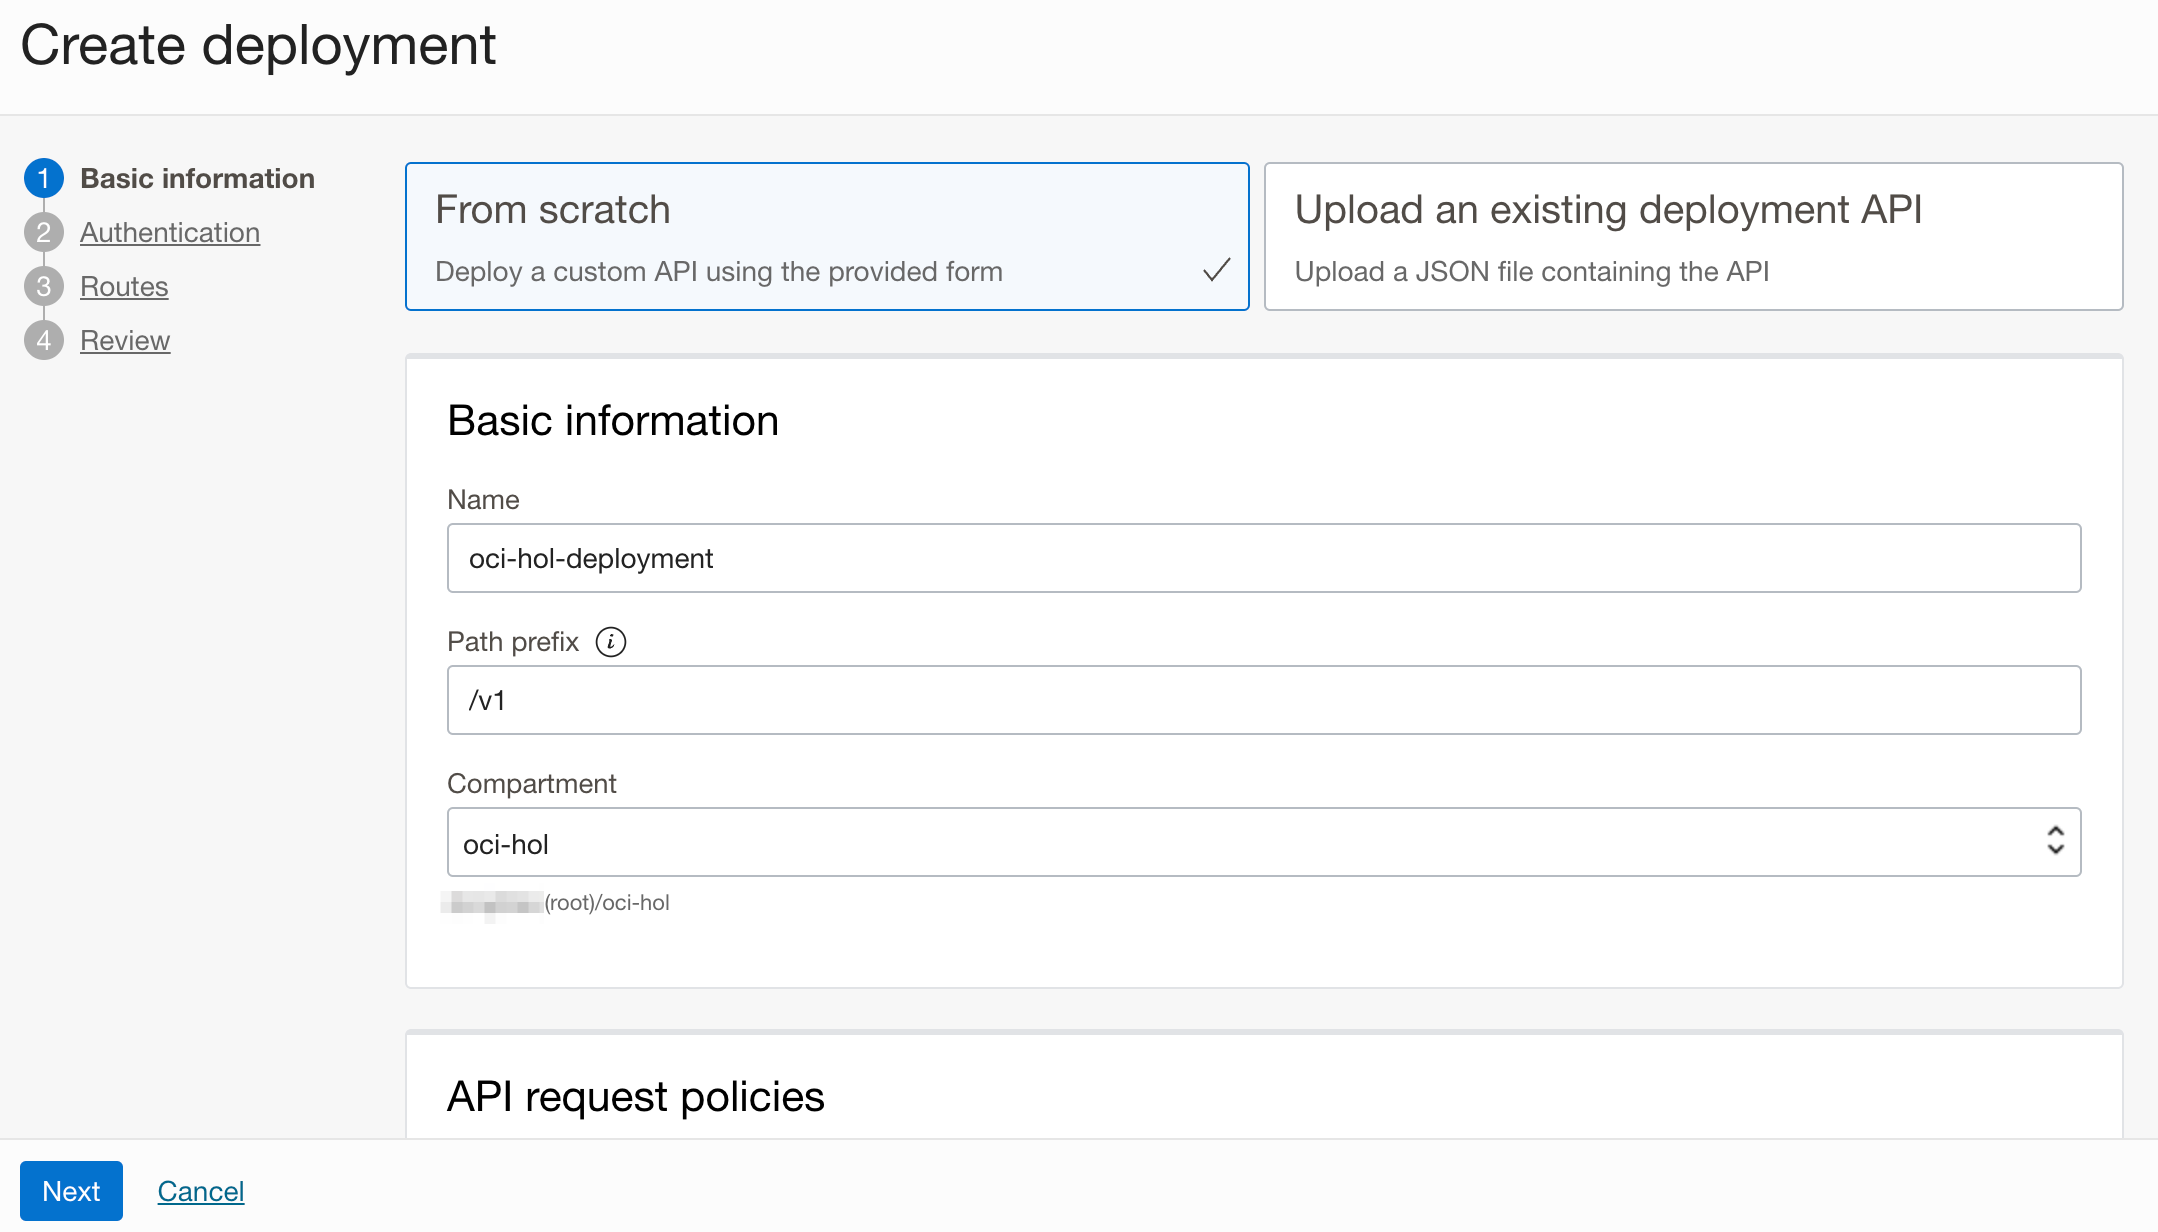 Create deployment
1 Basic information
2 Authentication
3 Routes
4 Review
From scratch
Deploy a custom API using the provided form
Upload an existing deployment API
Upload a JSON file containing the API
Basic information
Name
oci-hol-deployment
Path prefix i
/v1
Compartment
oci-hol
(root)/oci-hol
API request policies
Next Cancel